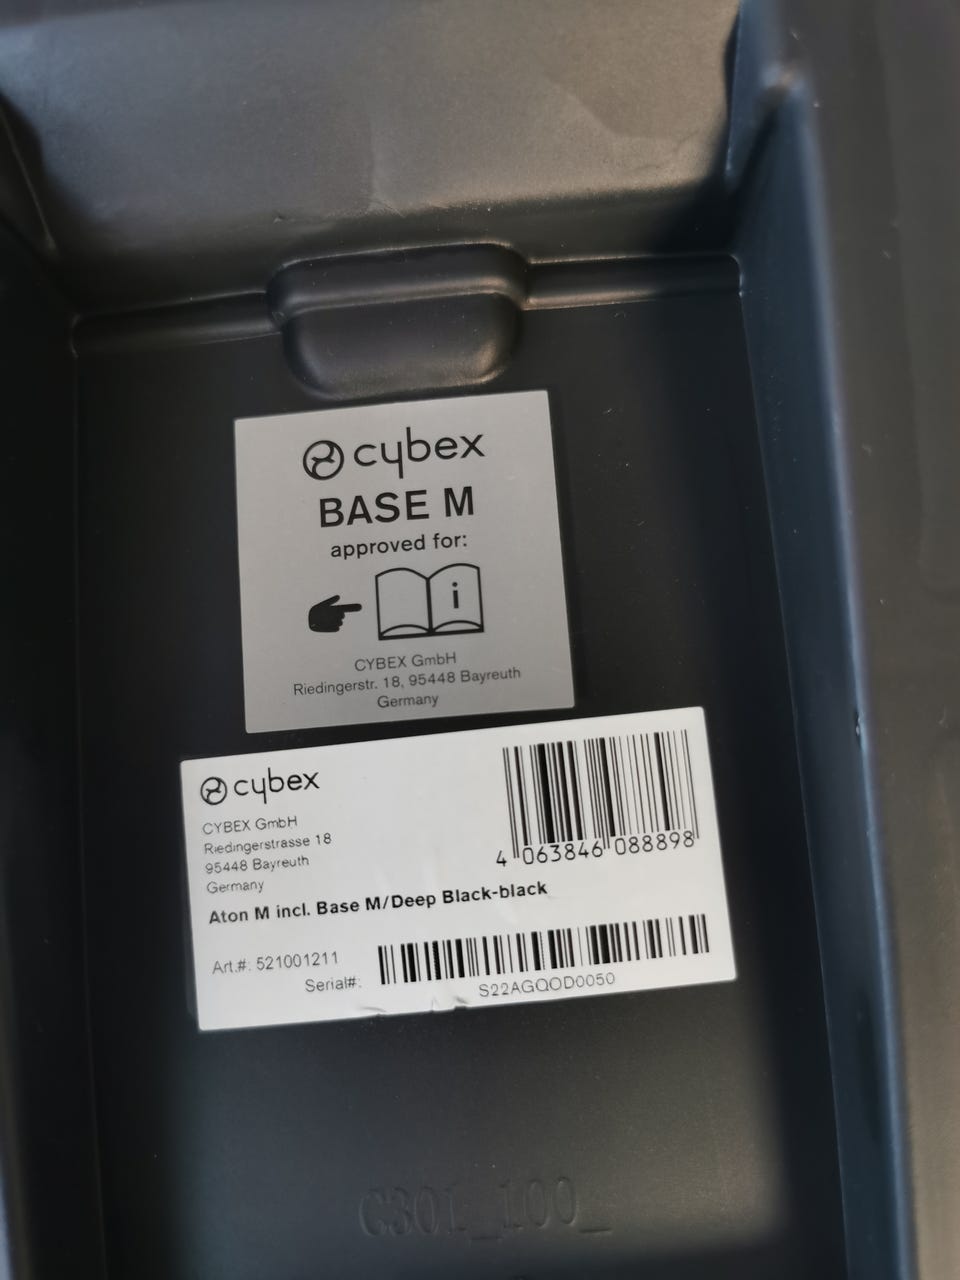 cybex
BASE M
approved for:
i
CYBEX GmbH
Riedingerstr. 18, 95448 Bayreuth
Germany
cybex
CYBEX GmbH
Riedingerstrasse 18
95448 Bayreuth
Germany
4 063846 088898
Aton M incl. Base M/Deep Black-black
Art.#: 521001211
Serial#:
S22AGQOD0050
C301_100_